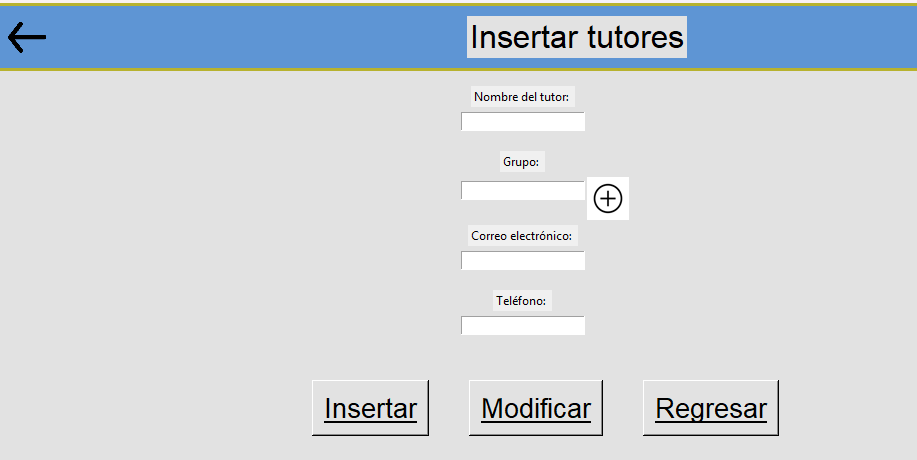 Insertar tutores
Nombre del tutor:
Grupo:
Correo electrónico:
Teléfono:
Insertar Modificar Regresar